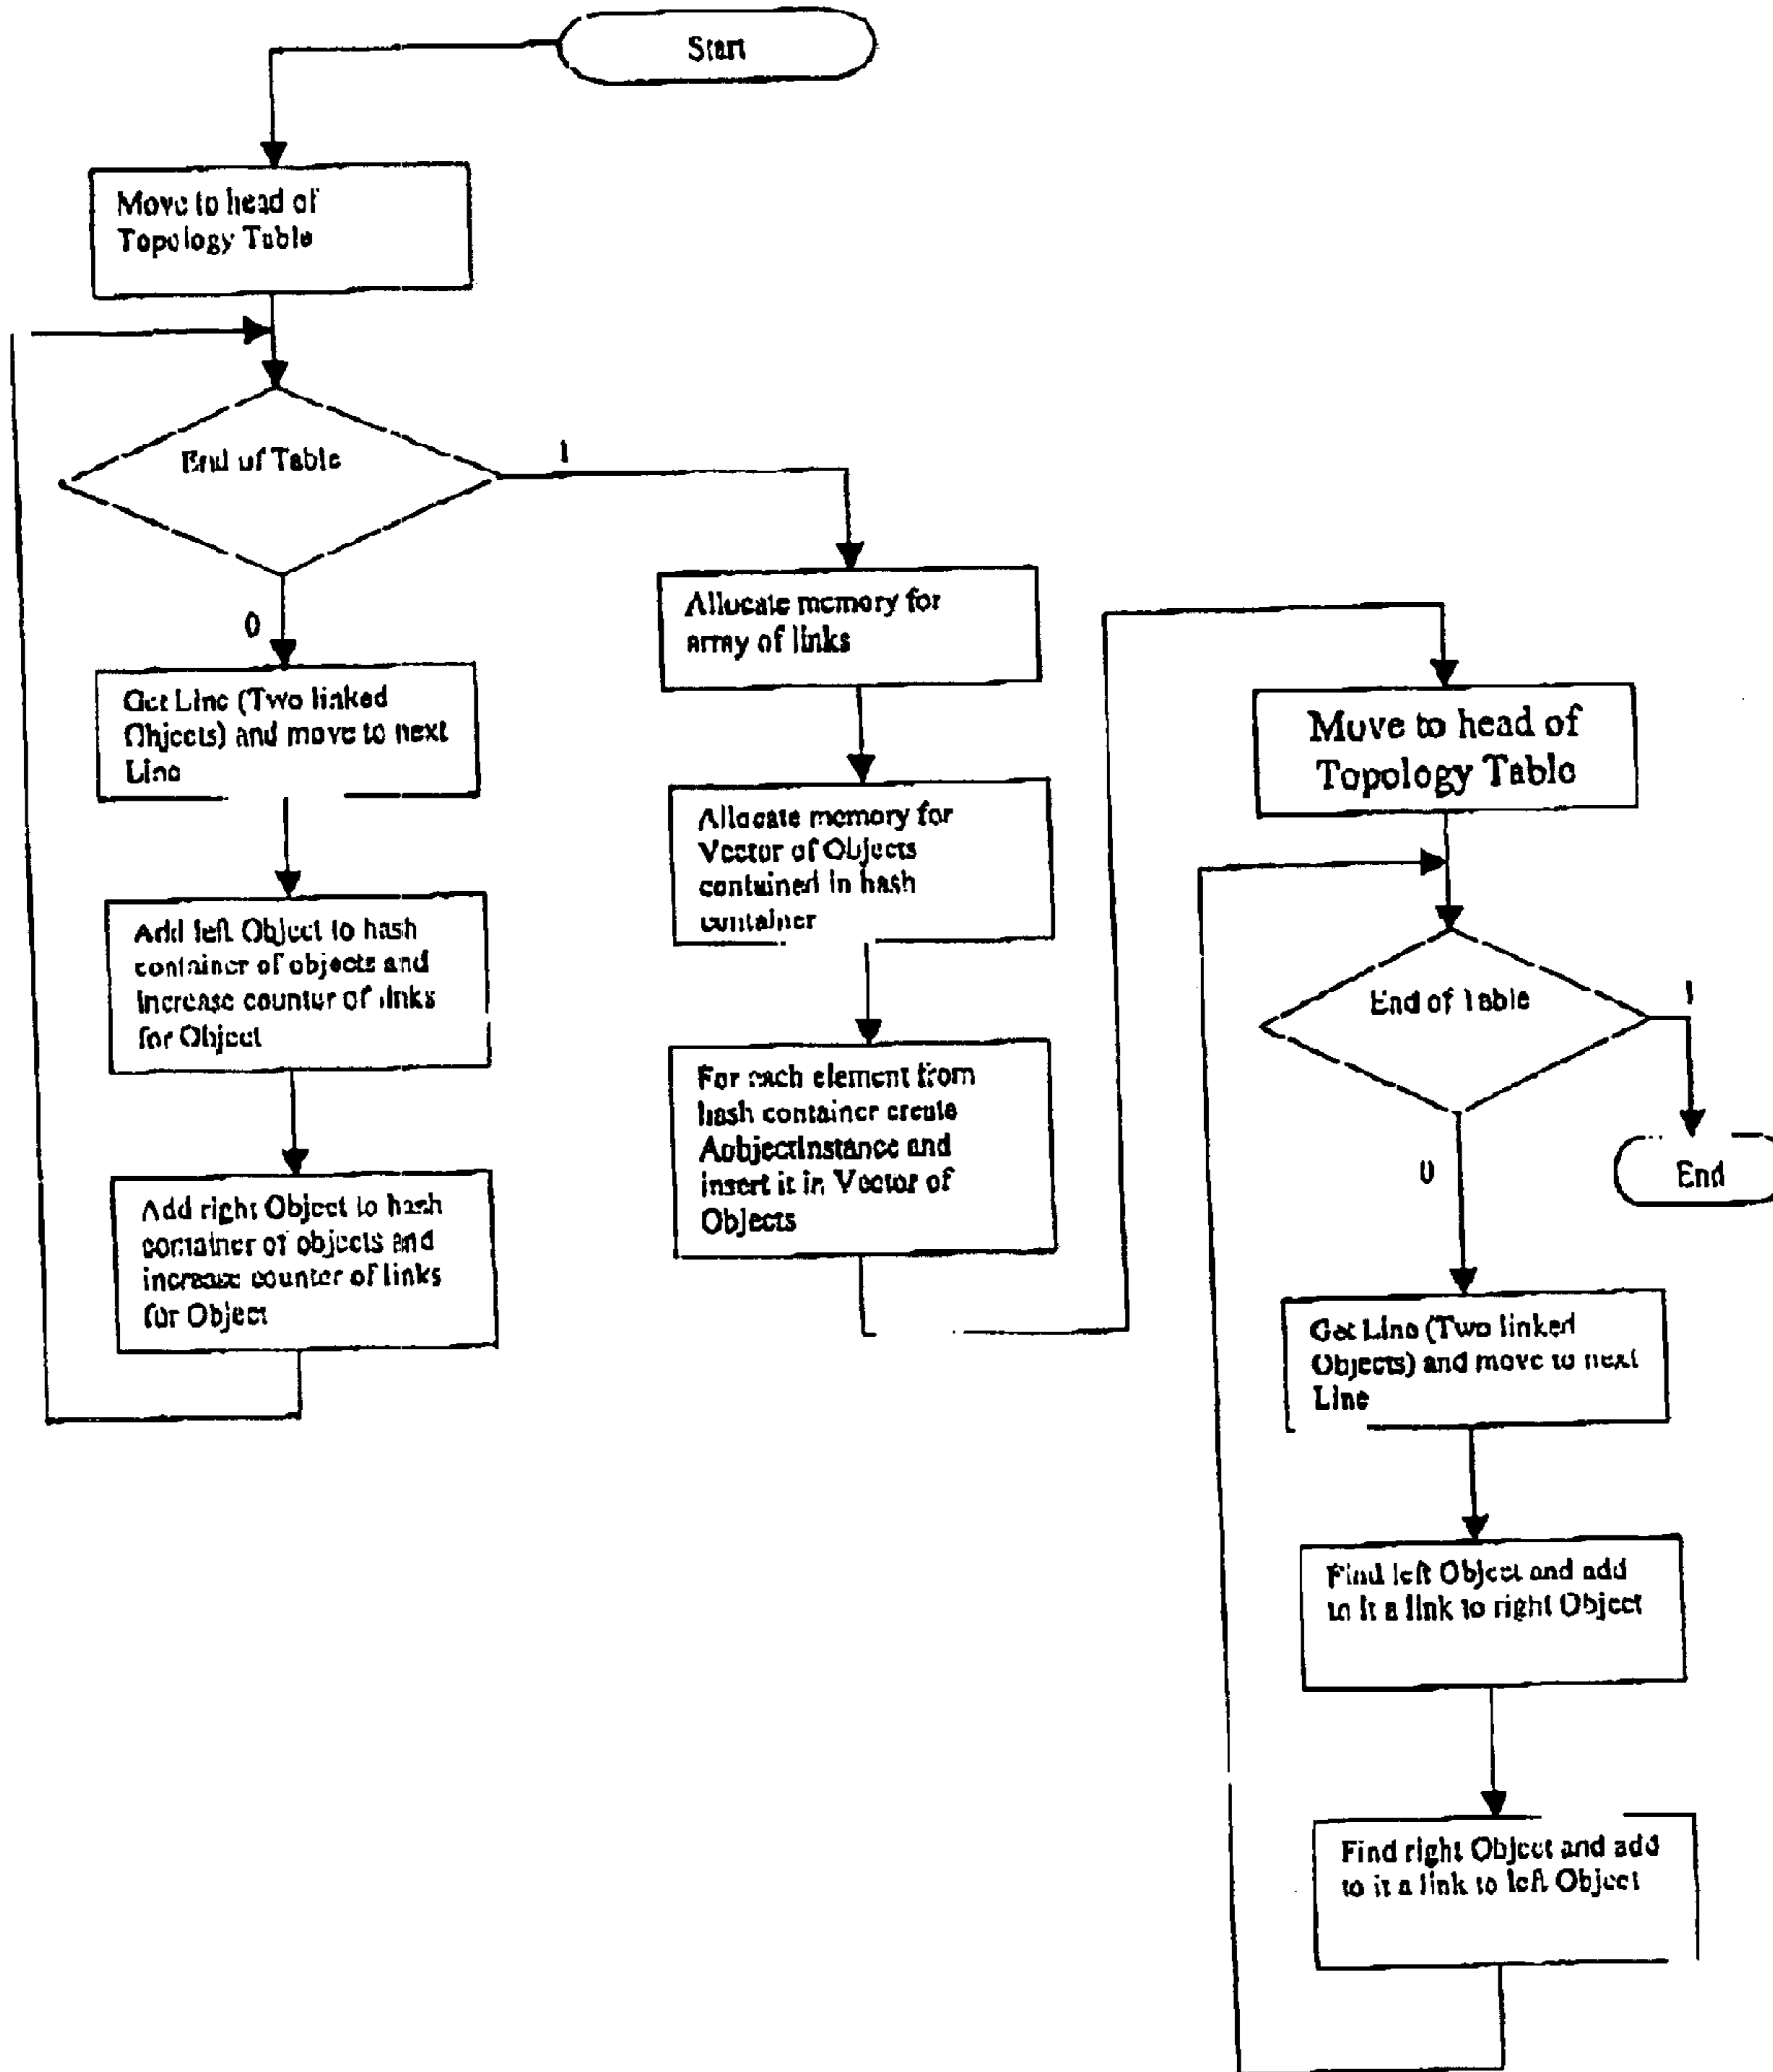 Start
Move to head of
Topology Table
End of Table
1
0
Get Line (Two linked
Objects) and move to next
Line
Add left Object to hash
container of objects and
increase counter of links
for Object
Add right Object to hash
container of objects and
increase counter of links
for Object
Allocate memory for
array of links
Allocate memory for
Vector of Objects
contained in hash
container
For each element from
hash container create
AobjectInstance and
insert it in Vector of
Objects
Move to head of
Topology Table
End of Table
1
0
End
Get Line (Two linked
Objects) and move to next
Line
Find left Object and add
to it a link to right Object
Find right Object and add
to it a link to left Object